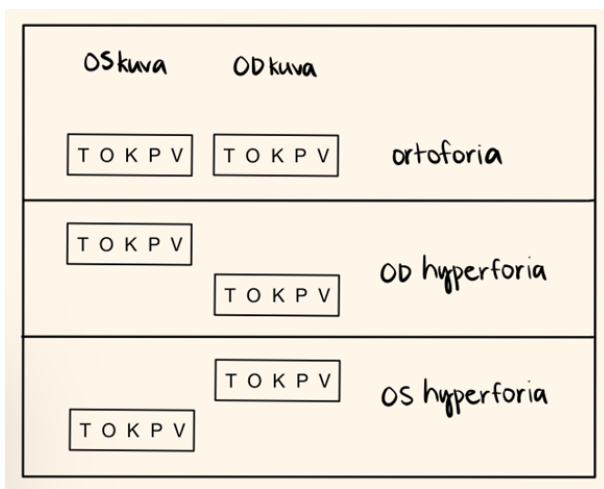 OS kuva OD kuva
T O K P V T O K P V ortoforia
T O K P V
OD hyperforia
T O K P V
T O K P V
OS hyperforia
T O K P V